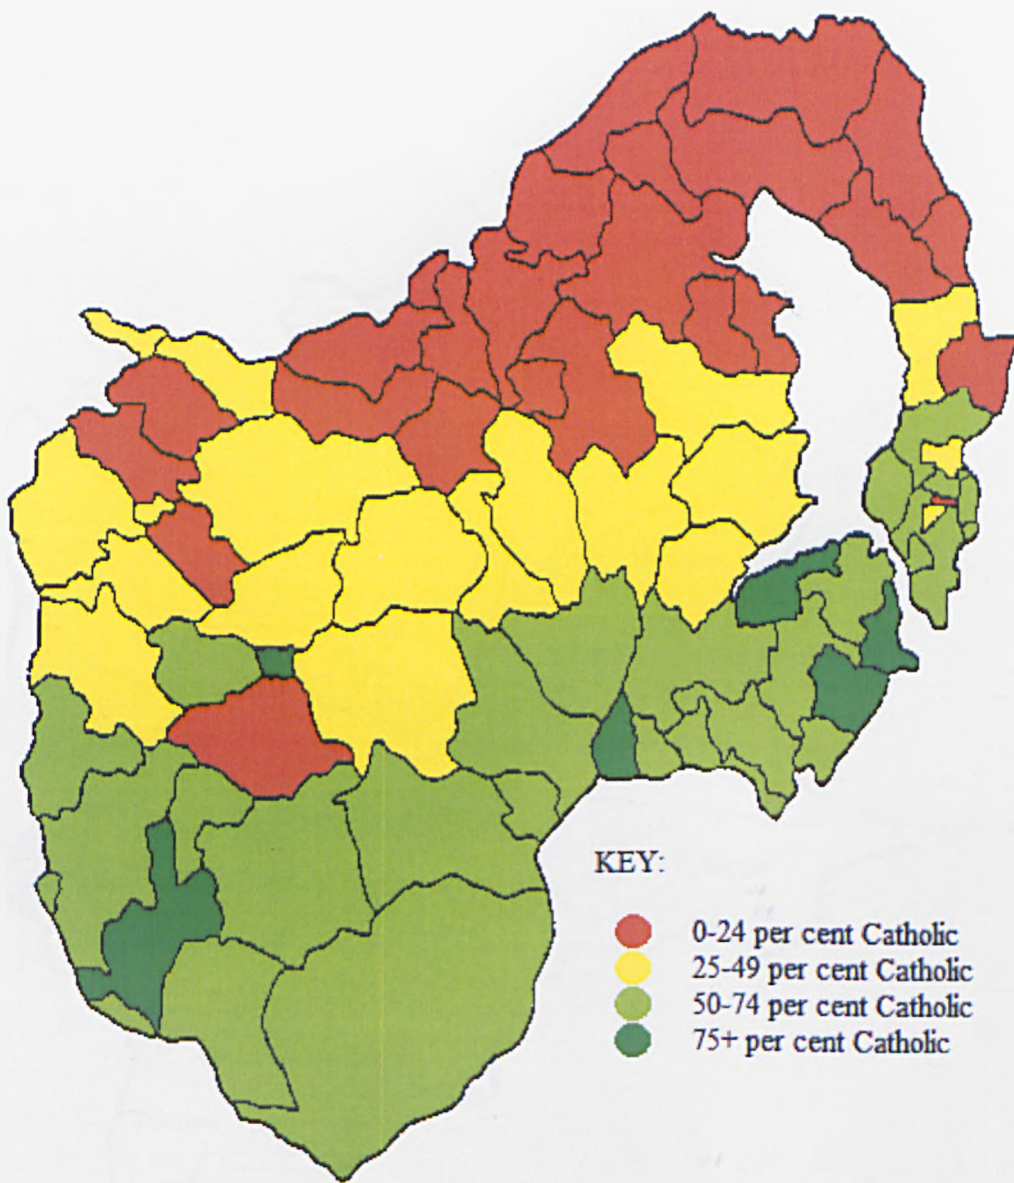 KEY:
0-24 per cent Catholic
25-49 per cent Catholic
50-74 per cent Catholic
75+ per cent Catholic